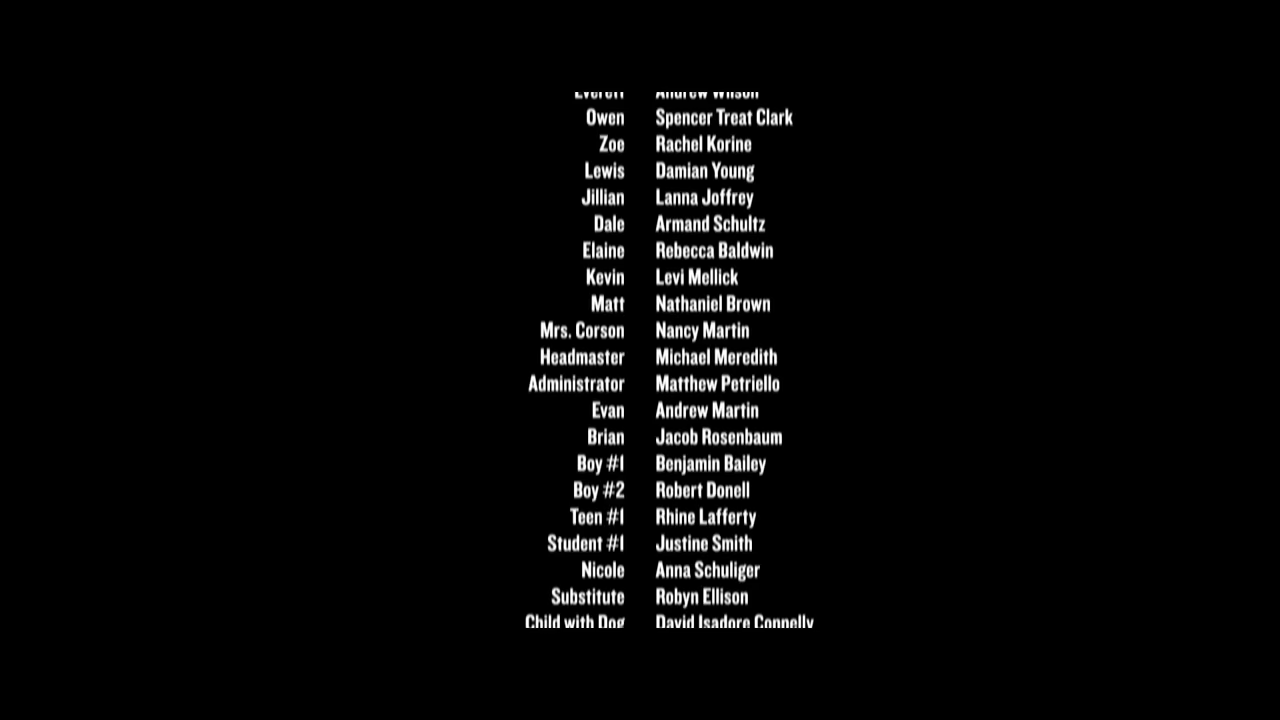 Everett Andrew Wilson
Owen Spencer Treat Clark
Zoe Rachel Korine
Lewis Damian Young
Jillian Lanna Joffrey
Dale Armand Schultz
Elaine Rebecca Baldwin
Kevin Levi Mellick
Matt Nathaniel Brown
Mrs. Corson Nancy Martin
Headmaster Michael Meredith
Administrator Matthew Petriello
Evan Andrew Martin
Brian Jacob Rosenbaum
Boy #1 Benjamin Bailey
Boy #2 Robert Donell
Teen #1 Rhine Lafferty
Student #1 Justine Smith
Nicole Anna Schuliger
Substitute Robyn Ellison
Child with Dog David Isadore Connelly